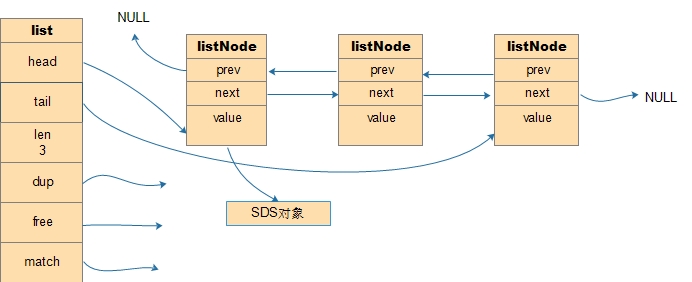 list
head
tail
len
3
dup
free
match
NULL
listNode
prev
next
value
listNode
prev
next
value
listNode
prev
next
value
NULL
SDS对象